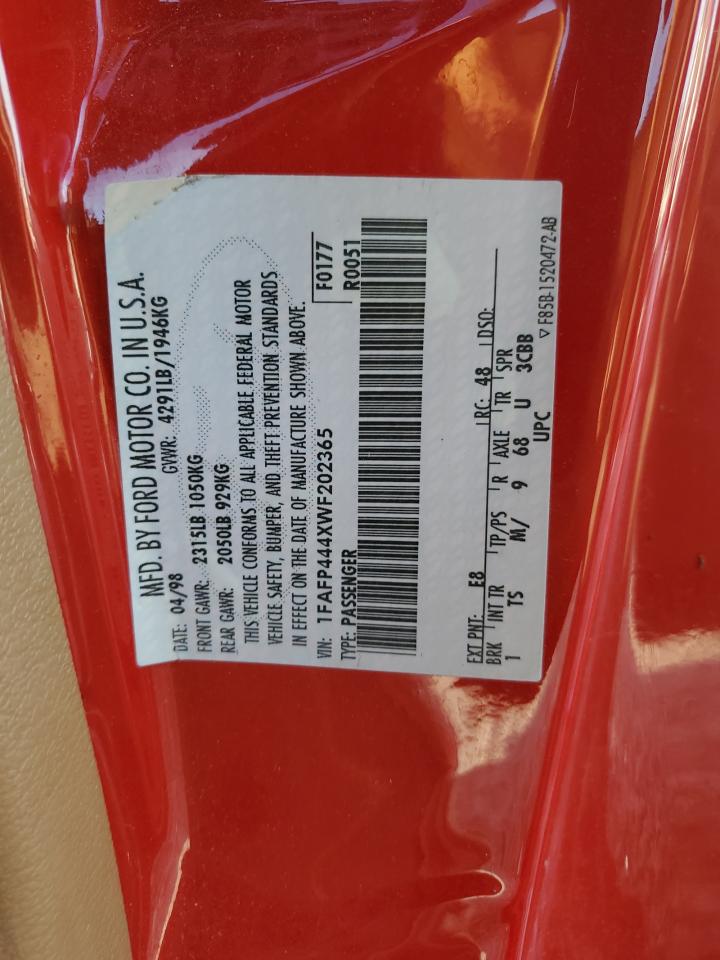 MFD. BY FORD MOTOR CO. IN U.S.A.
DATE: 04/98 GVWR: 4291LB/1946KG
FRONT GAWR: 2315LB 1050KG
REAR GAWR: 2050LB 929KG
THIS VEHICLE CONFORMS TO ALL APPLICABLE FEDERAL MOTOR
VEHICLE SAFETY, BUMPER, AND THEFT PREVENTION STANDARDS
IN EFFECT ON THE DATE OF MANUFACTURE SHOWN ABOVE.
VIN: 1FAFP444XWF202365 F0177
TYPE: PASSENGER R0051
EXT PNT: E8 RC: 48 DSO:
BRK INT TR TP/PS R AXLE TR SPR
1 TS M/ 9 68 U 3CBB
UPC
▽ F85B-1520472-AB